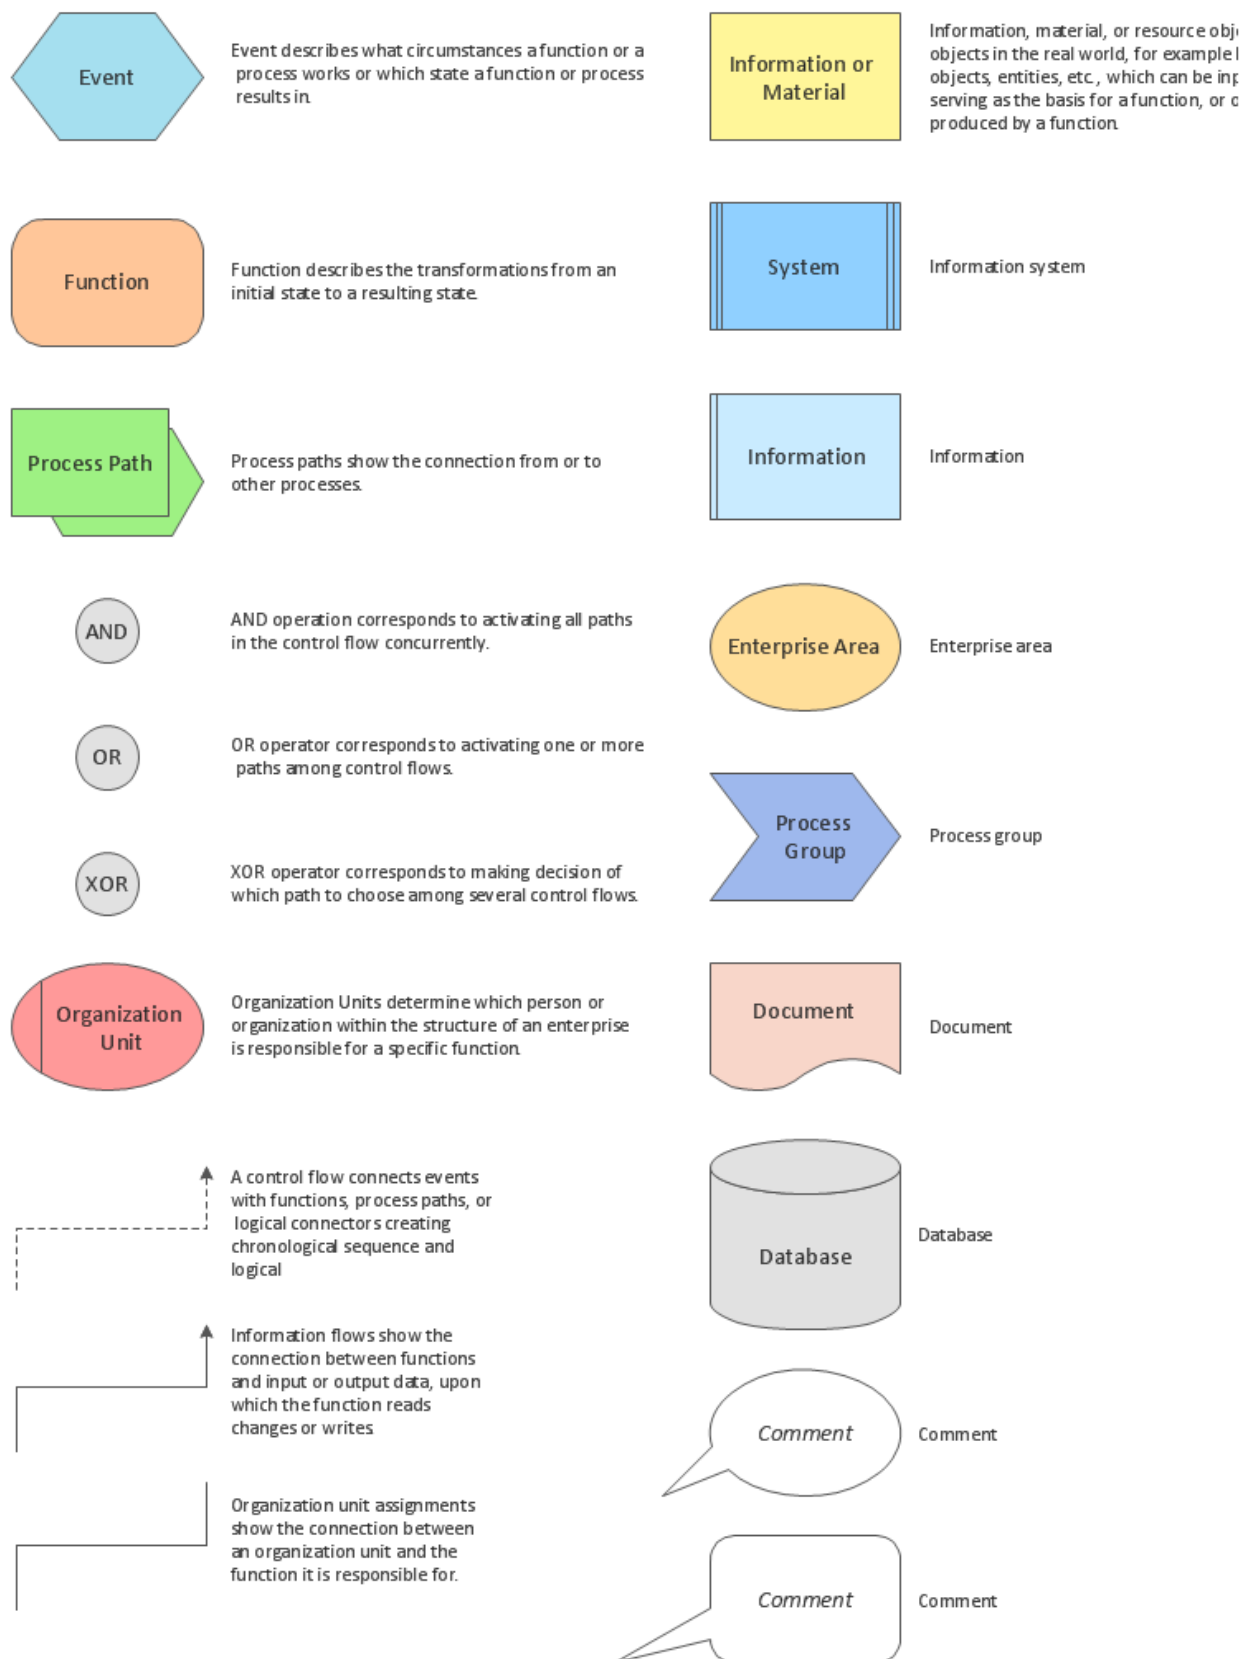 Event
Event describes what circumstances a function or a
process works or which state a function or process
results in.
Function
Function describes the transformations from an
initial state to a resulting state.
Process Path
Process paths show the connection from or to
other processes.
AND
AND operation corresponds to activating all paths
in the control flow concurrently.
OR
OR operator corresponds to activating one or more
paths among control flows.
XOR
XOR operator corresponds to making decision of
which path to choose among several control flows.
Organization
Unit
Organization Units determine which person or
organization within the structure of an enterprise
is responsible for a specific function.
A control flow connects events
with functions, process paths, or
logical connectors creating
chronological sequence and
logical
Information flows show the
connection between functions
and input or output data, upon
which the function reads
changes or writes.
Organization unit assignments
show the connection between
an organization unit and the
function it is responsible for.
Information or
Material
Information, material, or resource
objects in the real world, for example
objects, entities, etc., which can be
serving as the basis for a function, or
produced by a function.
System
Information system
Information
Information
Enterprise Area
Enterprise area
Process
Group
Process group
Document
Document
Database
Database
Comment
Comment
Comment
Comment